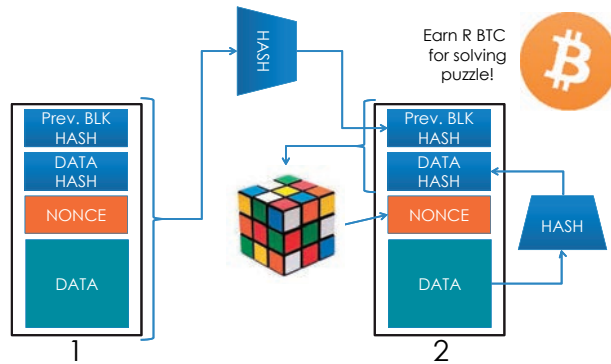 Earn R BTC
for solving
puzzle!
HASH
Prev. BLK
HASH
DATA
HASH
NONCE
DATA
1
Prev. BLK
HASH
DATA
HASH
NONCE
DATA
2
HASH